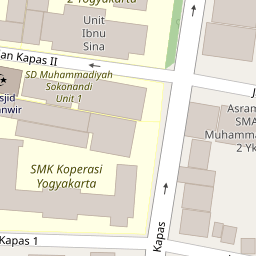 2 Yogyakarta
Unit
Ibnu
Sina
an Kapas II
SD Muhammadiyah
Sokonandi
Unit 1
sjid
nwir
J
Asram
SMA
Muhamma
2 Yk
SMK Koperasi
Yogyakarta
Kapas
Kapas 1